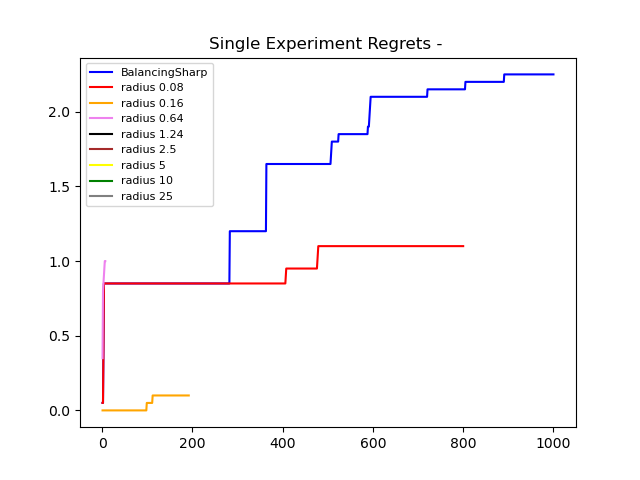 Single Experiment Regrets -
BalancingSharp
radius 0.08
radius 0.16
radius 0.64
radius 1.24
radius 2.5
radius 5
radius 10
radius 25
2.0
1.5
1.0
0.5
0.0
0 200 400 600 800 1000